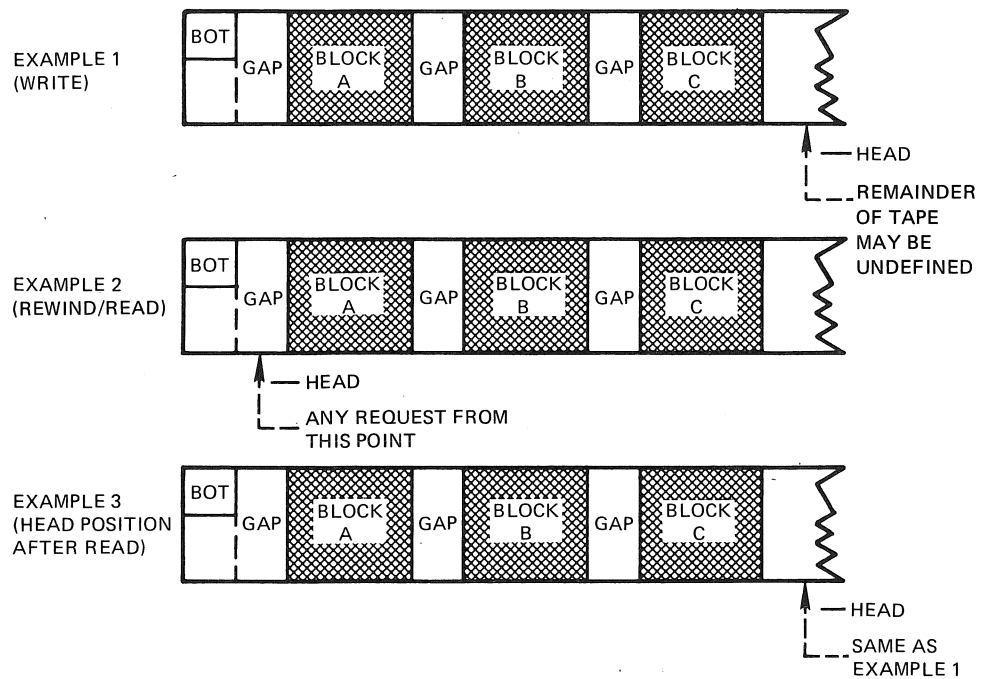 EXAMPLE 1
(WRITE)
BOT
GAP
BLOCK
A
GAP
BLOCK
B
GAP
BLOCK
C
HEAD
REMAINDER
OF TAPE
MAY BE
UNDEFINED
EXAMPLE 2
(REWIND/READ)
BOT
GAP
BLOCK
A
GAP
BLOCK
B
GAP
BLOCK
C
HEAD
ANY REQUEST FROM
THIS POINT
EXAMPLE 3
(HEAD POSITION
AFTER READ)
BOT
GAP
BLOCK
A
GAP
BLOCK
B
GAP
BLOCK
C
HEAD
SAME AS
EXAMPLE 1